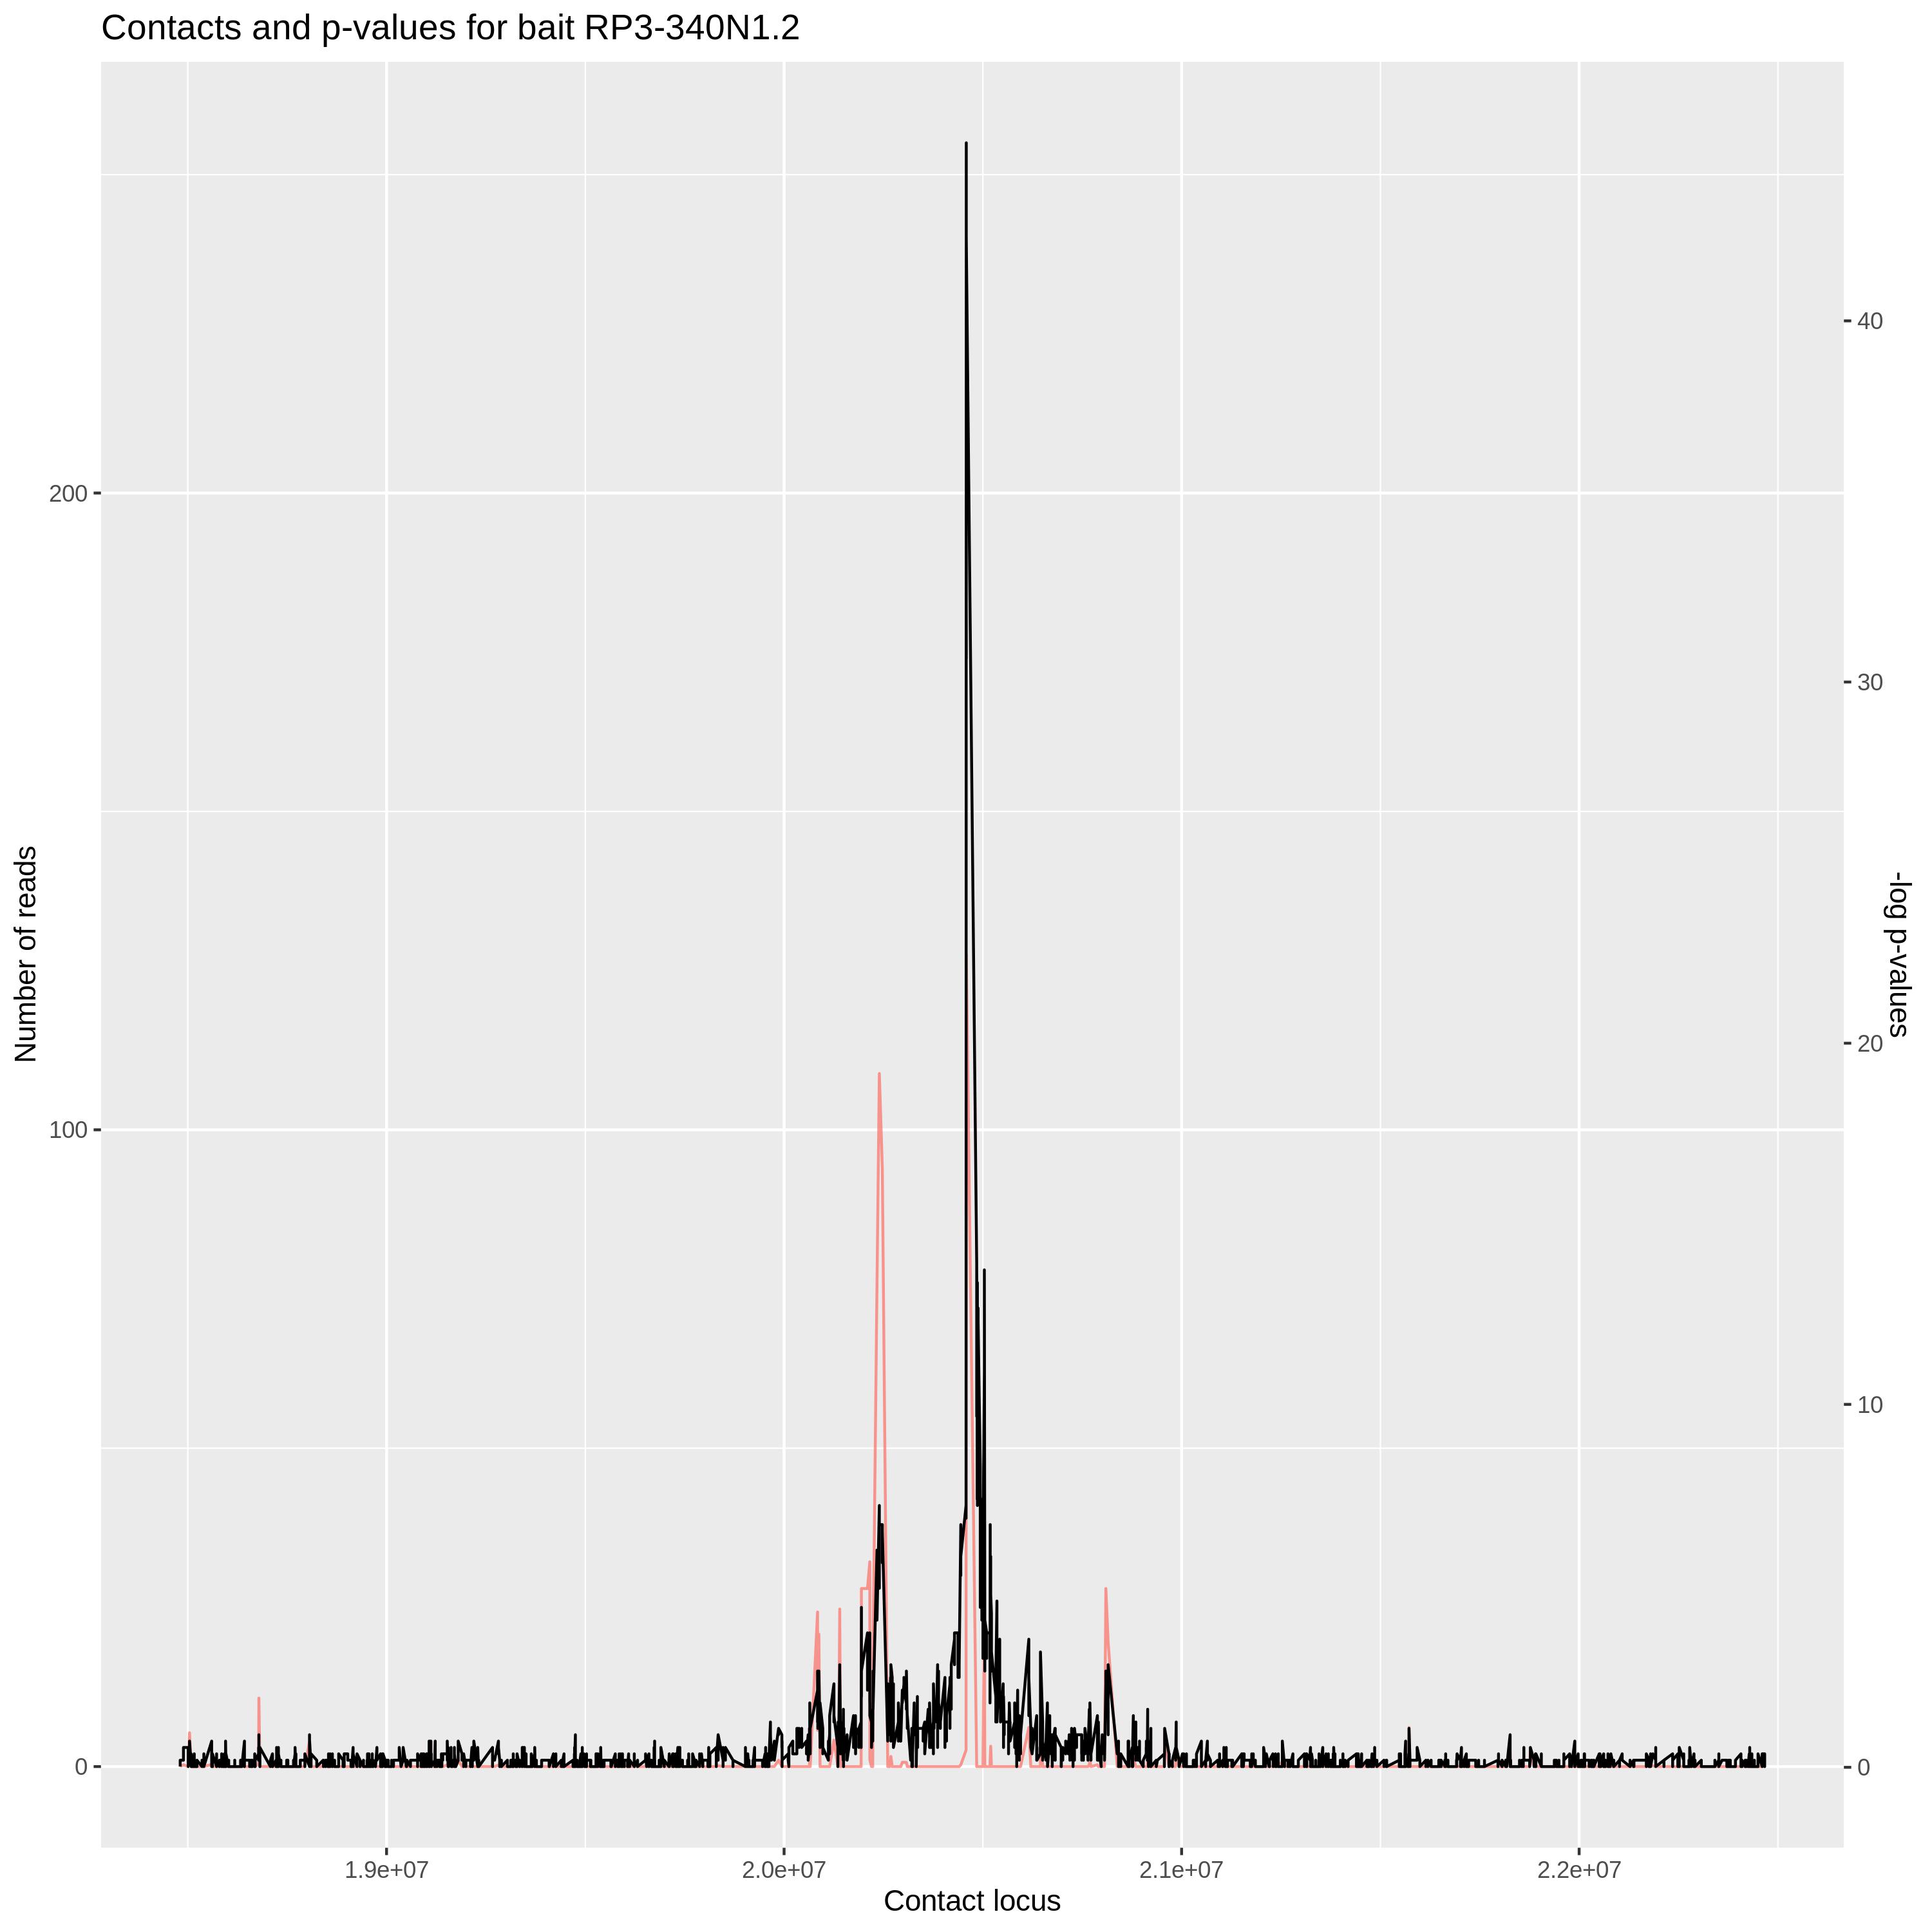 Contacts and p-values for bait RP3-340N1.2
200
100
0
Number of reads
40
30
20
10
0
-log p-values
1.9e+07
2.0e+07
2.1e+07
2.2e+07
Contact locus